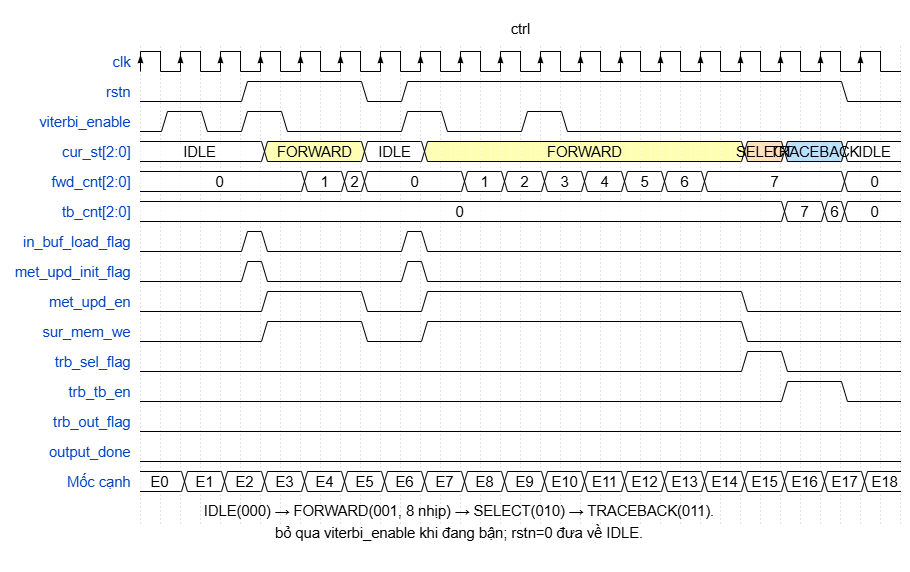 ctrl
clk
rstn
viterbi_enable
cur_st[2:0] IDLE FORWARD IDLE FORWARD SELECT TRACEBACK IDLE
fwd_cnt[2:0] 0 1 2 0 1 2 3 4 5 6 7 0
tb_cnt[2:0] 0 7 6 0
in_buf_load_flag
met_upd_init_flag
met_upd_en
sur_mem_we
trb_sel_flag
trb_tb_en
trb_out_flag
output_done
Mốc cạnh E0 E1 E2 E3 E4 E5 E6 E7 E8 E9 E10 E11 E12 E13 E14 E15 E16 E17 E18
IDLE(000) → FORWARD(001, 8 nhịp) → SELECT(010) → TRACEBACK(011).
bỏ qua viterbi_enable khi đang bận; rstn=0 đưa về IDLE.